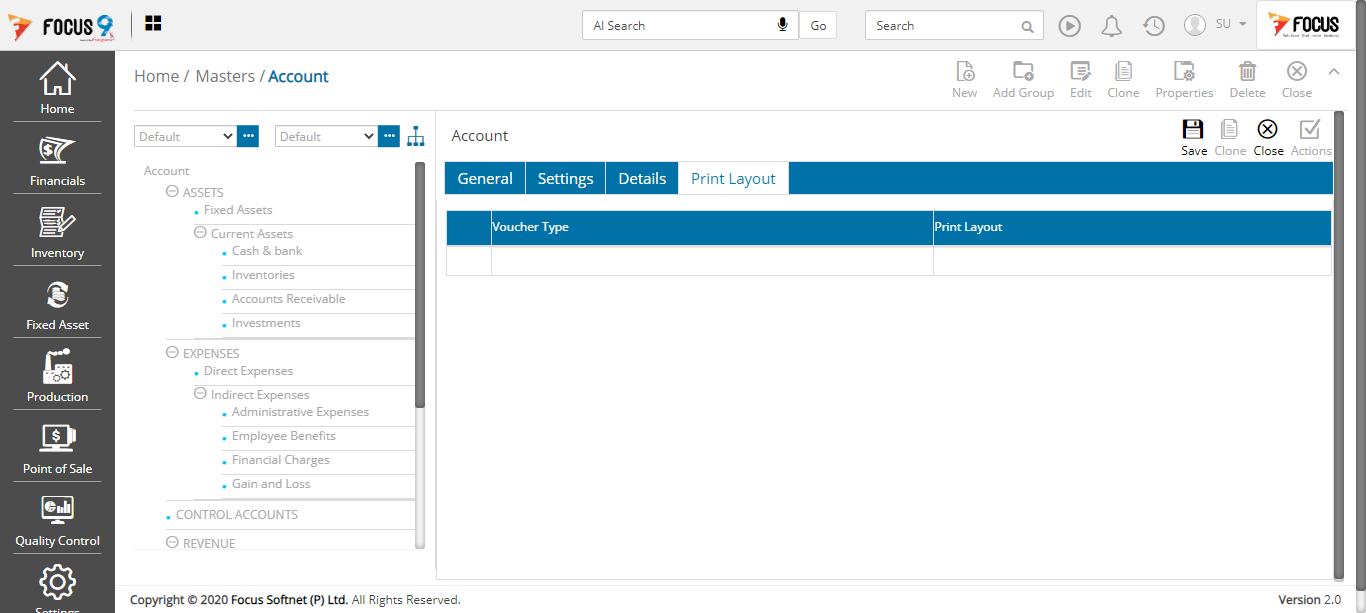 FOCUS 9
AI Search
Go
Search
SU
FOCUS
Home
Financials
Inventory
Fixed Asset
Production
Point of Sale
Quality Control
Settings
Home / Masters / Account
New
Add Group
Edit
Clone
Properties
Delete
Close
Default
Default
Account
ASSETS
Fixed Assets
Current Assets
Cash & bank
Inventories
Accounts Receivable
Investments
EXPENSES
Direct Expenses
Indirect Expenses
Administrative Expenses
Employee Benefits
Financial Charges
Gain and Loss
CONTROL ACCOUNTS
REVENUE
Account
Save
Clone
Close
Actions
General
Settings
Details
Print Layout
Voucher Type
Print Layout
Copyright © 2020 Focus Softnet (P) Ltd. All Rights Reserved.
Version 2.0